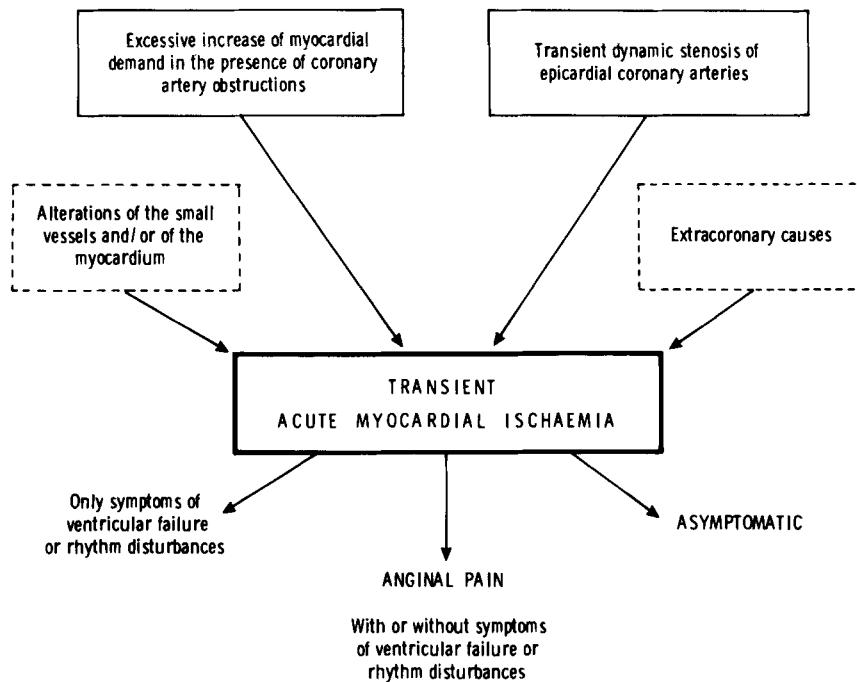 Excessive increase of myocardial
demand in the presence of coronary
artery obstructions
Transient dynamic stenosis of
epicardial coronary arteries
Alterations of the small
vessels and/or of the
myocardium
Extracoronary causes
TRANSIENT
ACUTE MYOCARDIAL ISCHAEMIA
Only symptoms of
ventricular failure
or rhythm disturbances
ANGINAL PAIN
With or without symptoms
of ventricular failure or
rhythm disturbances
ASYMPTOMATIC